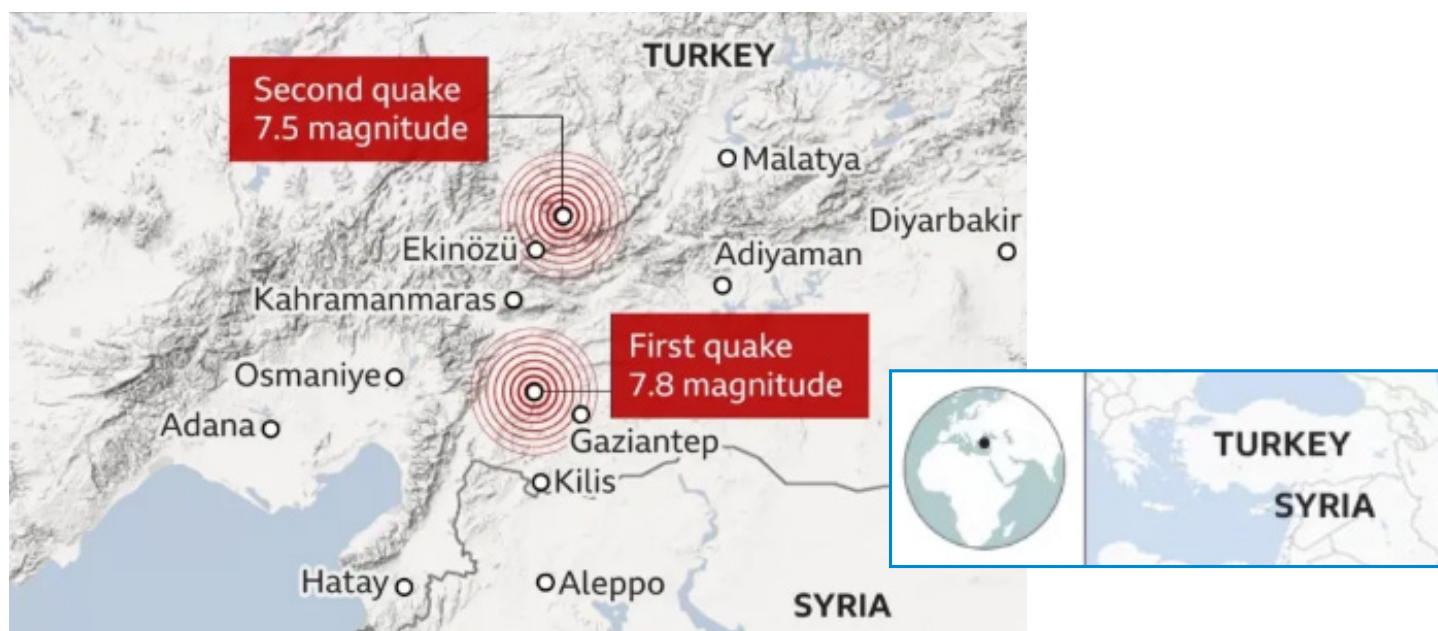 TURKEY
Second quake
7.5 magnitude
Malatya
Diyarbakir
Ekinözü
Adiyaman
Kahramanmaras
First quake
7.8 magnitude
Osmaniye
Adana
Gaziantep
Kilis
Hatay
Aleppo
SYRIA
TURKEY
SYRIA